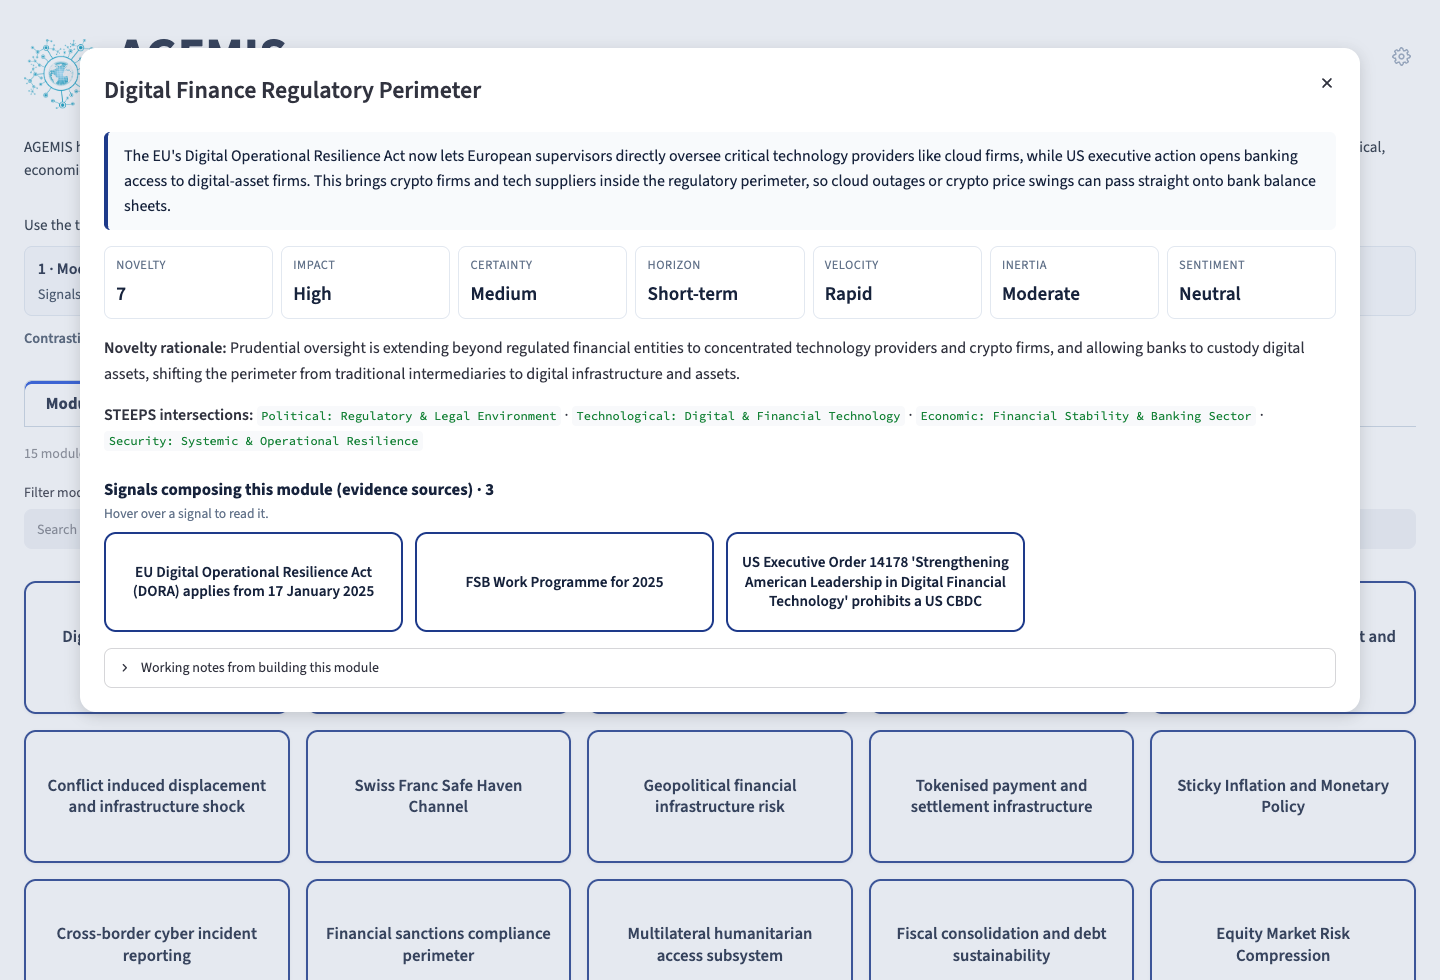 AGEMIS
Digital Finance Regulatory Perimeter
The EU's Digital Operational Resilience Act now lets European supervisors directly oversee critical technology providers like cloud firms, while US executive action opens banking
access to digital-asset firms. This brings crypto firms and tech suppliers inside the regulatory perimeter, so cloud outages or crypto price swings can pass straight onto bank balance
sheets.
NOVELTY
7
IMPACT
High
CERTAINTY
Medium
HORIZON
Short-term
VELOCITY
Rapid
INERTIA
Moderate
SENTIMENT
Neutral
Novelty rationale: Prudential oversight is extending beyond regulated financial entities to concentrated technology providers and crypto firms, and allowing banks to custody digital
assets, shifting the perimeter from traditional intermediaries to digital infrastructure and assets.
STEEPS intersections: Political: Regulatory & Legal Environment · Technological: Digital & Financial Technology · Economic: Financial Stability & Banking Sector ·
Security: Systemic & Operational Resilience
Signals composing this module (evidence sources) · 3
Hover over a signal to read it.
EU Digital Operational Resilience Act
(DORA) applies from 17 January 2025
FSB Work Programme for 2025
US Executive Order 14178 'Strengthening
American Leadership in Digital Financial
Technology' prohibits a US CBDC
Working notes from building this module
AGEMIS
ical,
economi
Use the t
1 · Mod
Signals
Contrasti
Modu
15 module
Filter mod
Search
Dig
t and
Conflict induced displacement
and infrastructure shock
Swiss Franc Safe Haven
Channel
Geopolitical financial
infrastructure risk
Tokenised payment and
settlement infrastructure
Sticky Inflation and Monetary
Policy
Cross-border cyber incident
reporting
Financial sanctions compliance
perimeter
Multilateral humanitarian
access subsystem
Fiscal consolidation and debt
sustainability
Equity Market Risk
Compression